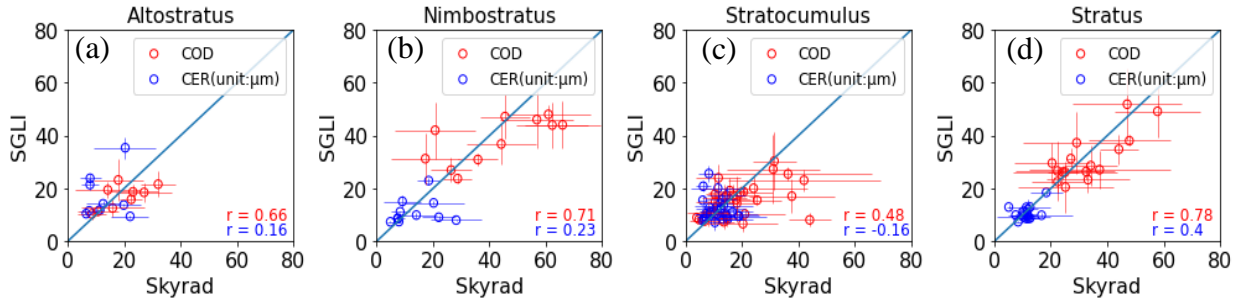 Altostratus
(a)
COD
CER(unit:μm)
r = 0.66
r = 0.16
80
60
40
20
0
SGLI
0 20 40 60 80
Skyrad
Nimbostratus
(b)
COD
CER(unit:μm)
r = 0.71
r = 0.23
80
60
40
20
0
SGLI
0 20 40 60 80
Skyrad
Stratocumulus
(c)
COD
CER(unit:μm)
r = 0.48
r = -0.16
80
60
40
20
0
SGLI
0 20 40 60 80
Skyrad
Stratus
(d)
COD
CER(unit:μm)
r = 0.78
r = 0.4
80
60
40
20
0
SGLI
0 20 40 60 80
Skyrad